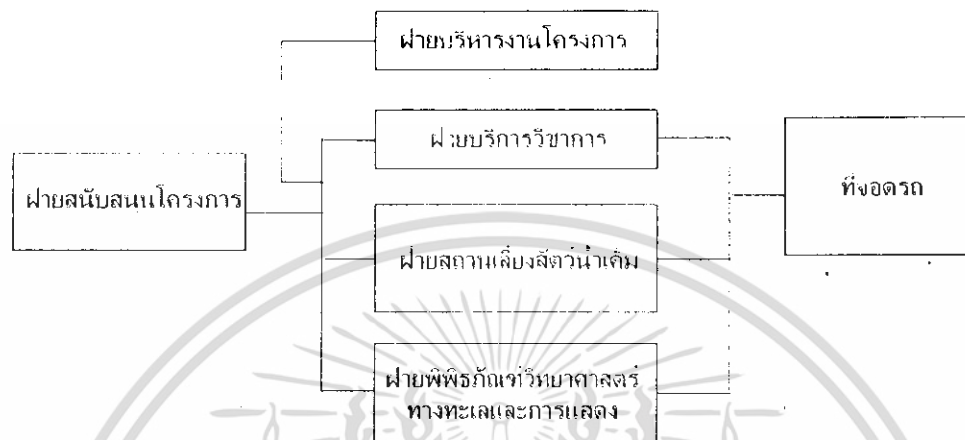 ฝ่ายบริหารงานโครงการ
ฝ่ายบริการวิชาการ
ที่จอดรถ
ฝ่ายสนับสนุนโครงการ
ฝ่ายสถานเลี้ยงสัตว์น้ำเค็ม
ฝ่ายพิพิธภัณฑ์วิทยาศาสตร์
ทางทะเลและการแสดง